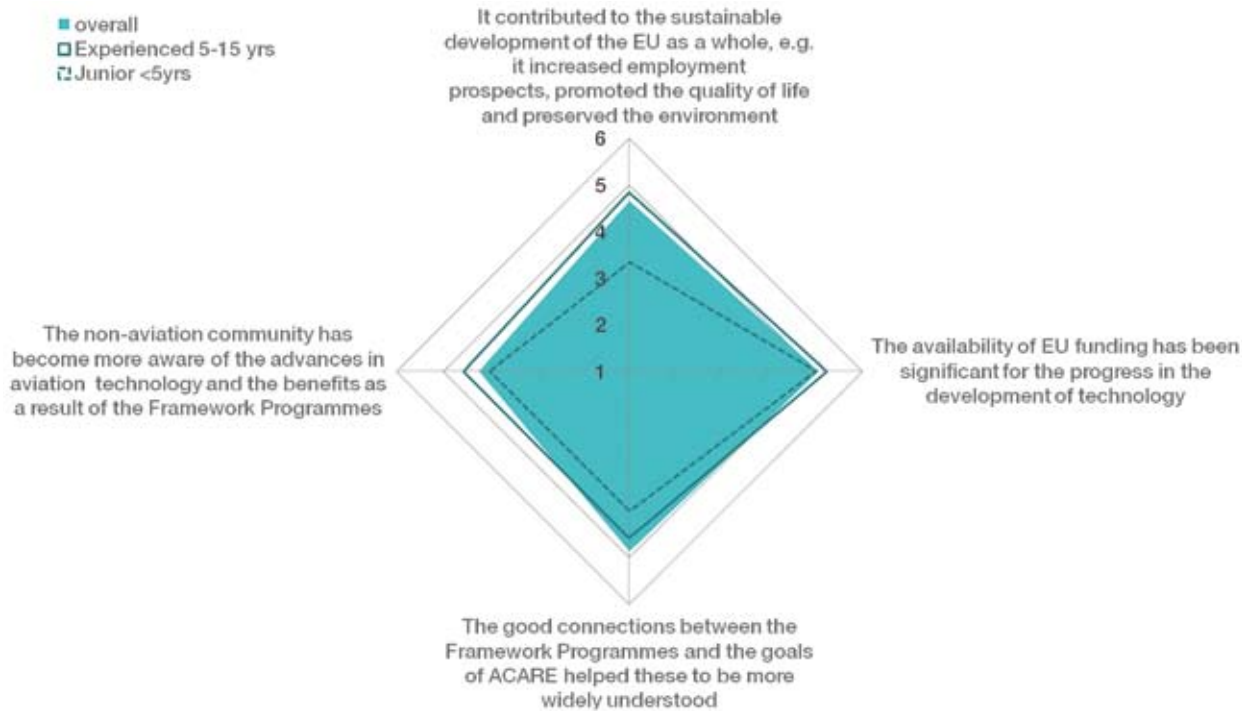 overall
Experienced 5-15 yrs
Junior <5yrs
It contributed to the sustainable
development of the EU as a whole, e.g.
it increased employment
prospects, promoted the quality of life
and preserved the environment
6
5
4
3
2
1
The non-aviation community has
become more aware of the advances in
aviation technology and the benefits as
a result of the Framework Programmes
The availability of EU funding has been
significant for the progress in the
development of technology
The good connections between the
Framework Programmes and the goals
of ACARE helped these to be more
widely understood